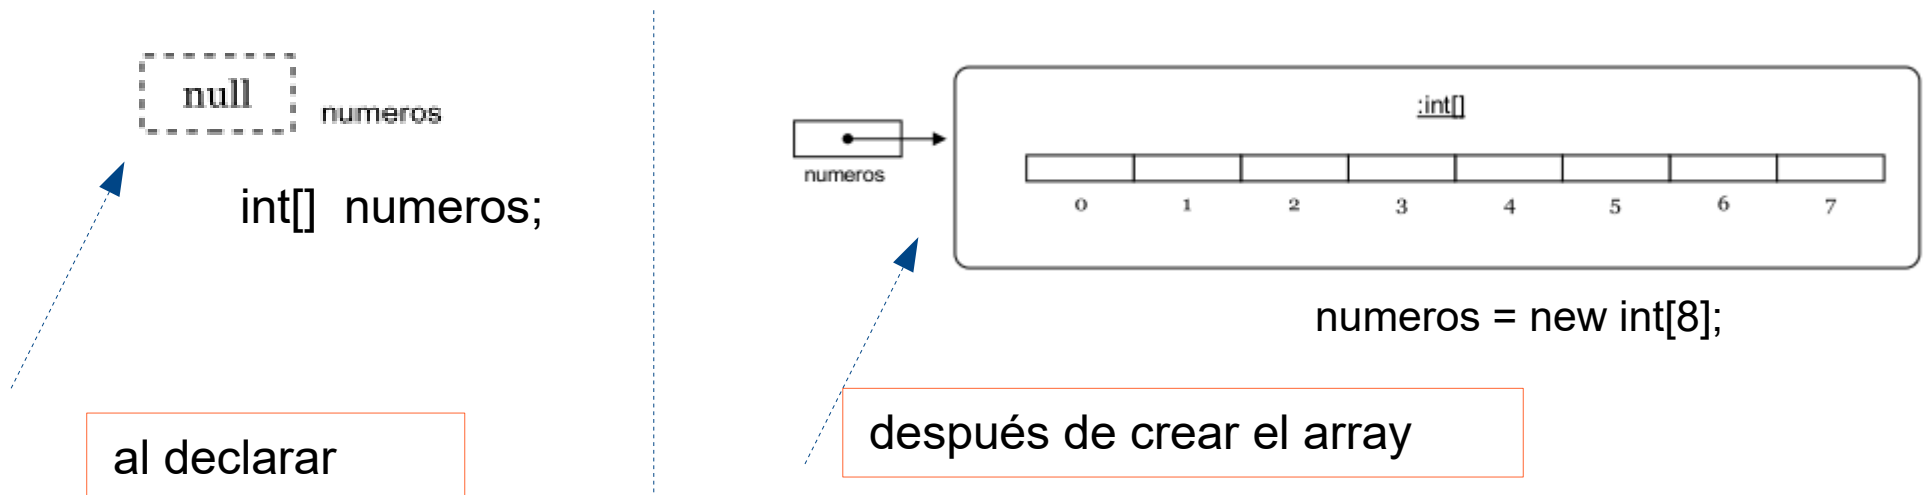 null
numeros
int[] numeros;
al declarar
:int[]
numeros
0 1 2 3 4 5 6 7
numeros = new int[8];
después de crear el array